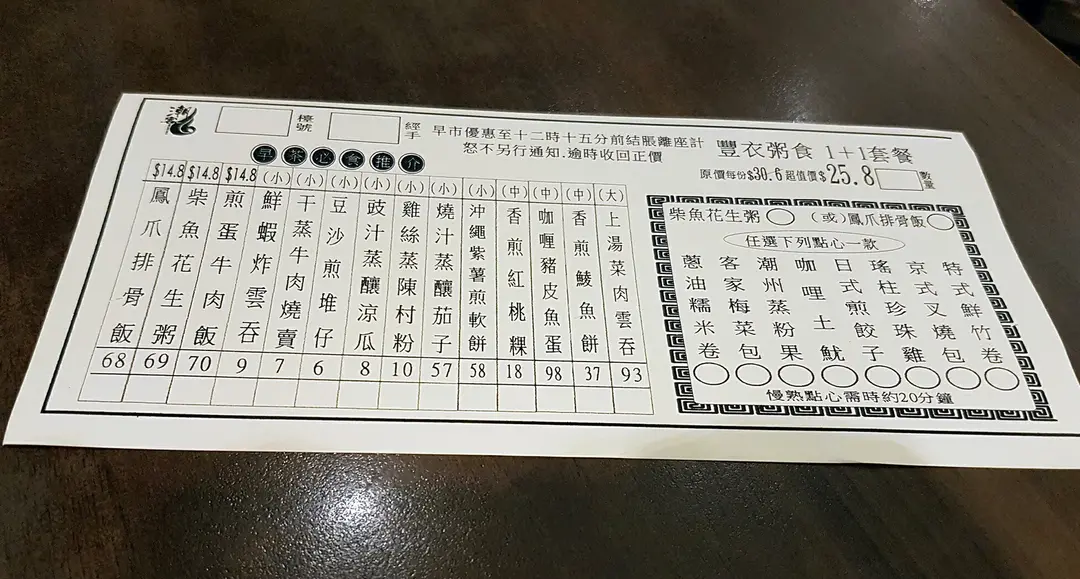 潮
檯號
經手
早市優惠至十二時十五分前結賬離座計
恕不另行通知.逾時收回正價
豐衣粥食 1+1套餐
原價每份$30.6 超值價$25.8
數量
早茶必食推介
$14.8 鳳爪排骨飯 68
$14.8 柴魚花生粥 69
$14.8 煎蛋牛肉飯 70
(小) 鮮蝦炸雲吞 9
(小) 干蒸牛肉燒賣 7
(小) 豆沙煎堆仔 6
(小) 豉汁蒸釀涼瓜 8
(小) 雞絲蒸陳村粉 10
(小) 燒汁蒸釀茄子 57
(小) 沖繩紫薯煎軟餅 58
(中) 香煎紅桃粿 18
(中) 咖喱豬皮魚蛋 98
(中) 香煎鯪魚餅 37
(大) 上湯菜肉雲吞 93
柴魚花生粥
(或)鳳爪排骨飯
任選下列點心一款
蔥油糯米卷
客家梅菜包
潮州蒸粉果
咖哩土魷
日式煎餃子
瑤柱珍珠雞
京式叉燒包
特式鮮竹卷
慢熟點心需時約20分鐘